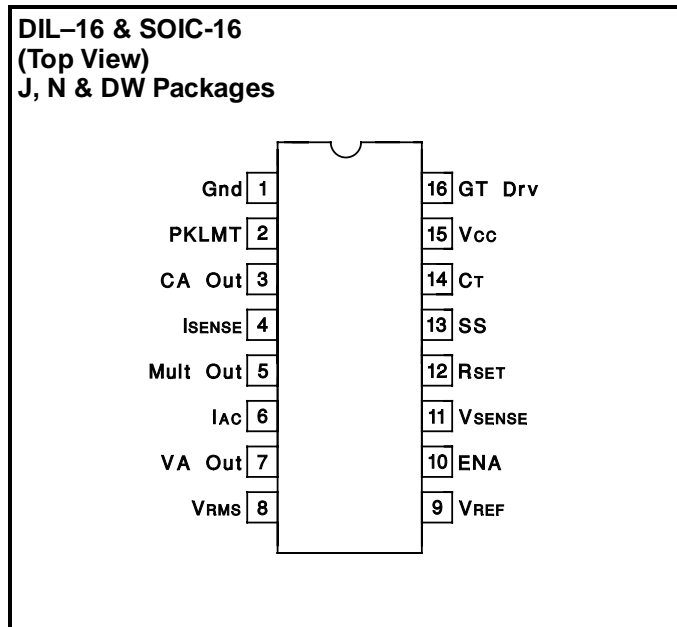 DIL–16 & SOIC-16
(Top View)
J, N & DW Packages
Gnd 1 16 GT Drv
PKLMT 2 15 VCC
CA Out 3 14 CT
ISENSE 4 13 SS
Mult Out 5 12 RSET
IAC 6 11 VSENSE
VA Out 7 10 ENA
VRMS 8 9 VREF